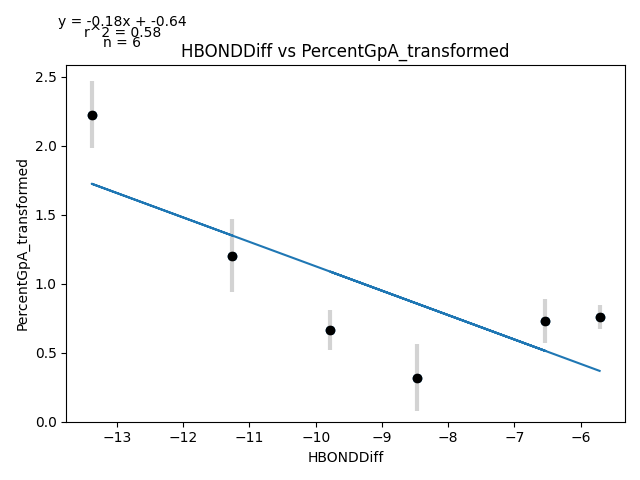 y = -0.18x + -0.64
r^2 = 0.58
n = 6
HBONDDiff vs PercentGpA_transformed
PercentGpA_transformed
2.5
2.0
1.5
1.0
0.5
0.0
−13
−12
−11
−10
−9
−8
−7
−6
HBONDDiff